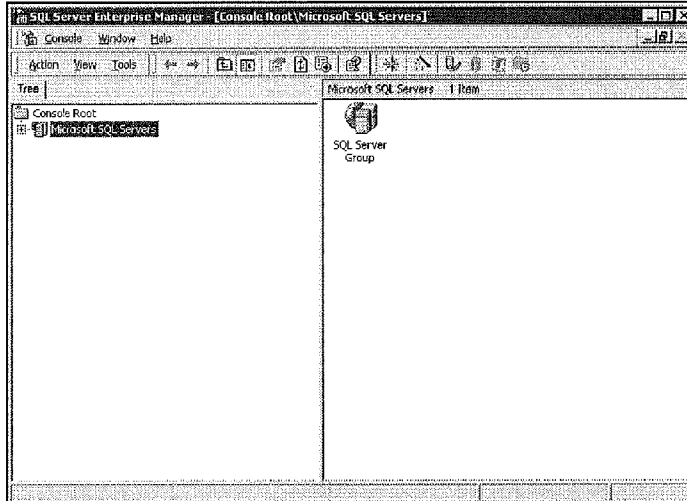 SQL Server Enterprise Manager - [Console Root\Microsoft SQL Servers]
Console Window Help
Action View Tools
Tree
Microsoft SQL Servers 1 Item
Console Root
Microsoft SQL Servers
SQL Server
Group